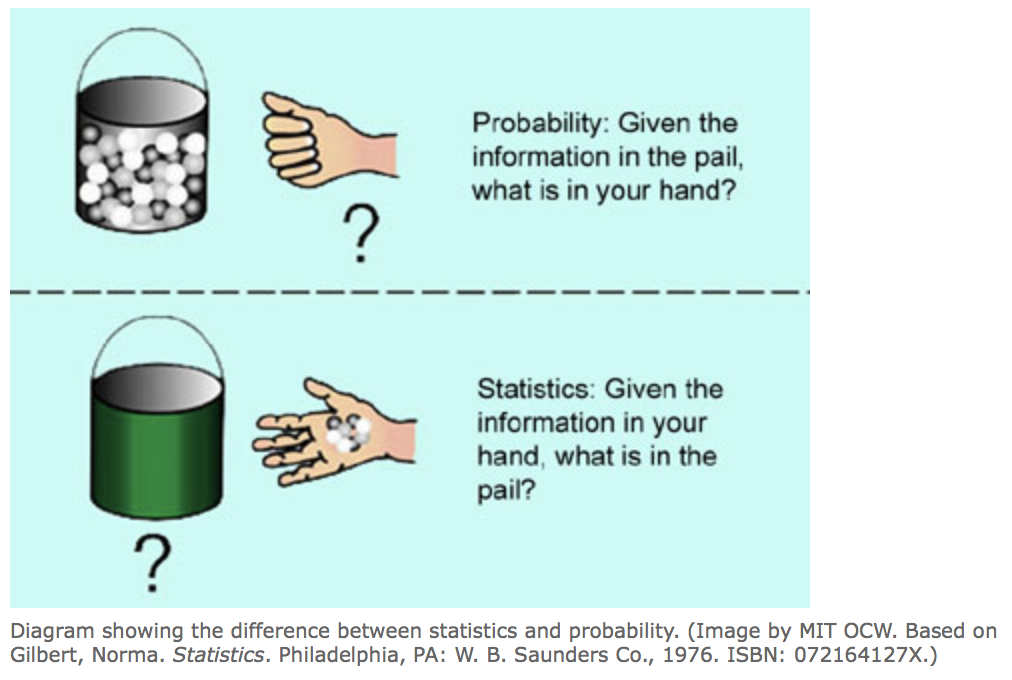 Probability: Given the
information in the pail,
what is in your hand?
?
Statistics: Given the
information in your
hand, what is in the
pail?
?
Diagram showing the difference between statistics and probability. (Image by MIT OCW. Based on
Gilbert, Norma. Statistics. Philadelphia, PA: W. B. Saunders Co., 1976. ISBN: 072164127X.)